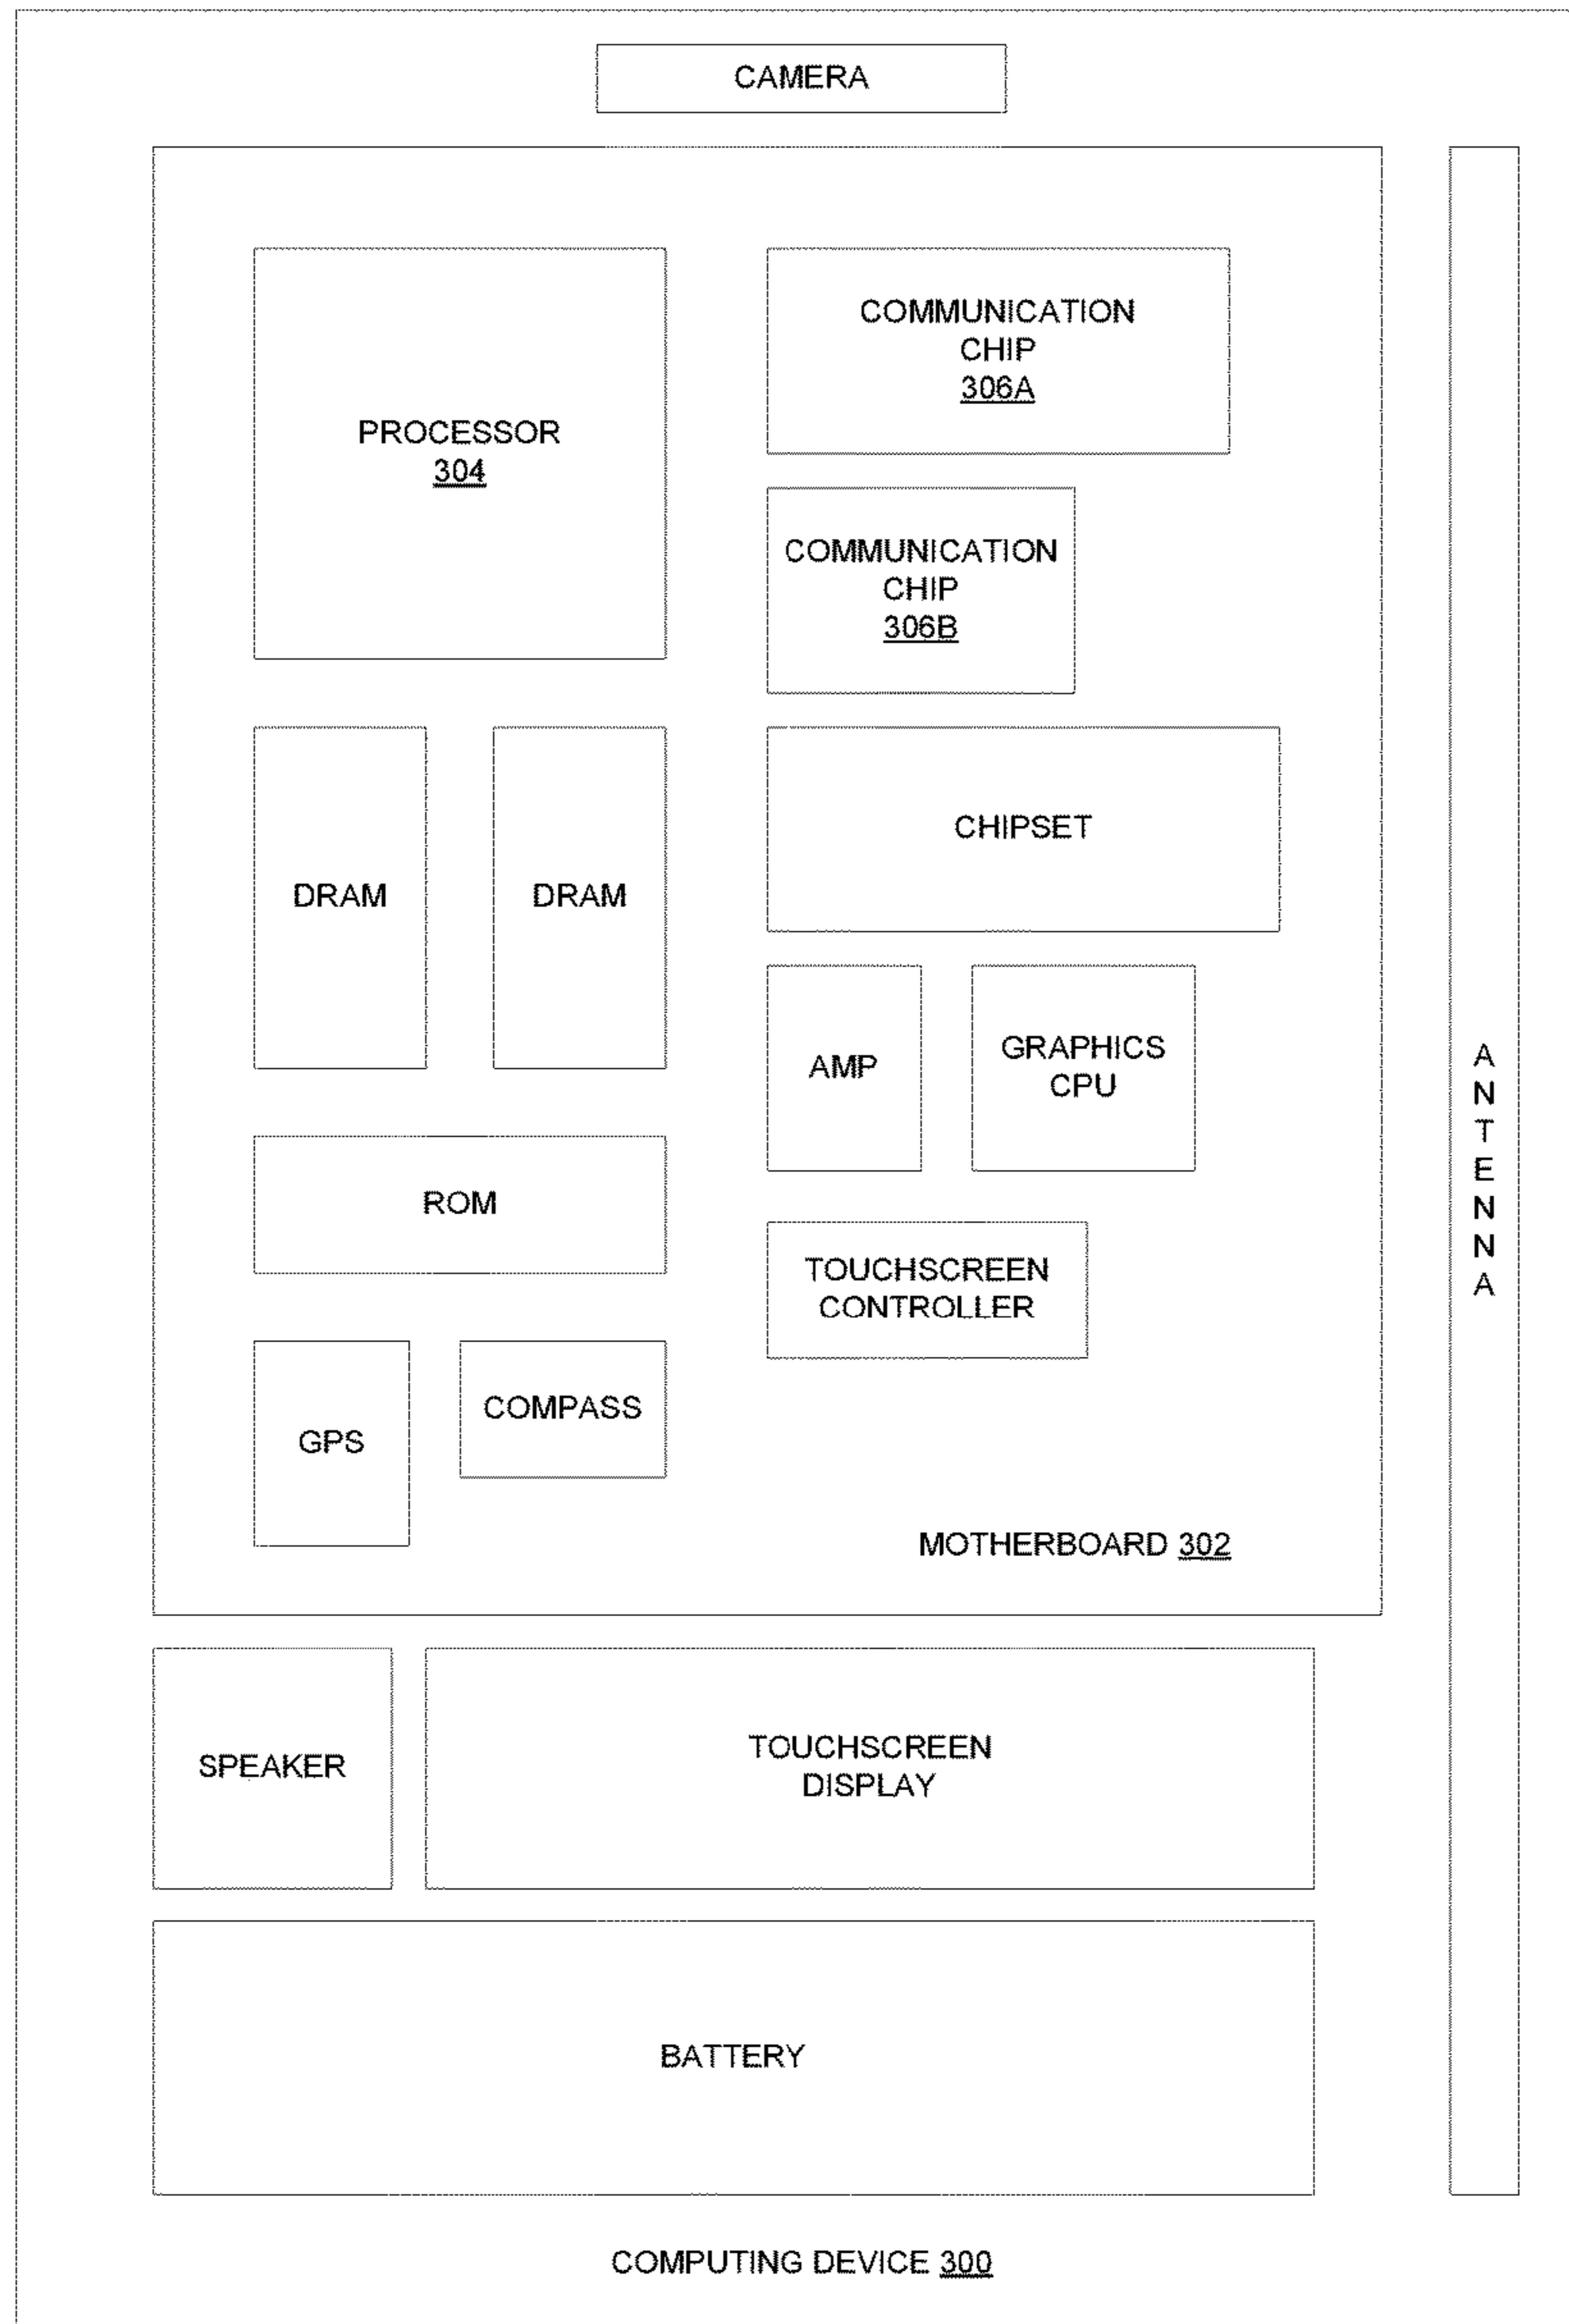 CAMERA
PROCESSOR
304
COMMUNICATION
CHIP
306A
COMMUNICATION
CHIP
306B
DRAM
DRAM
CHIPSET
AMP
GRAPHICS
CPU
ROM
TOUCHSCREEN
CONTROLLER
GPS
COMPASS
MOTHERBOARD 302
ANTENNA
SPEAKER
TOUCHSCREEN
DISPLAY
BATTERY
COMPUTING DEVICE 300